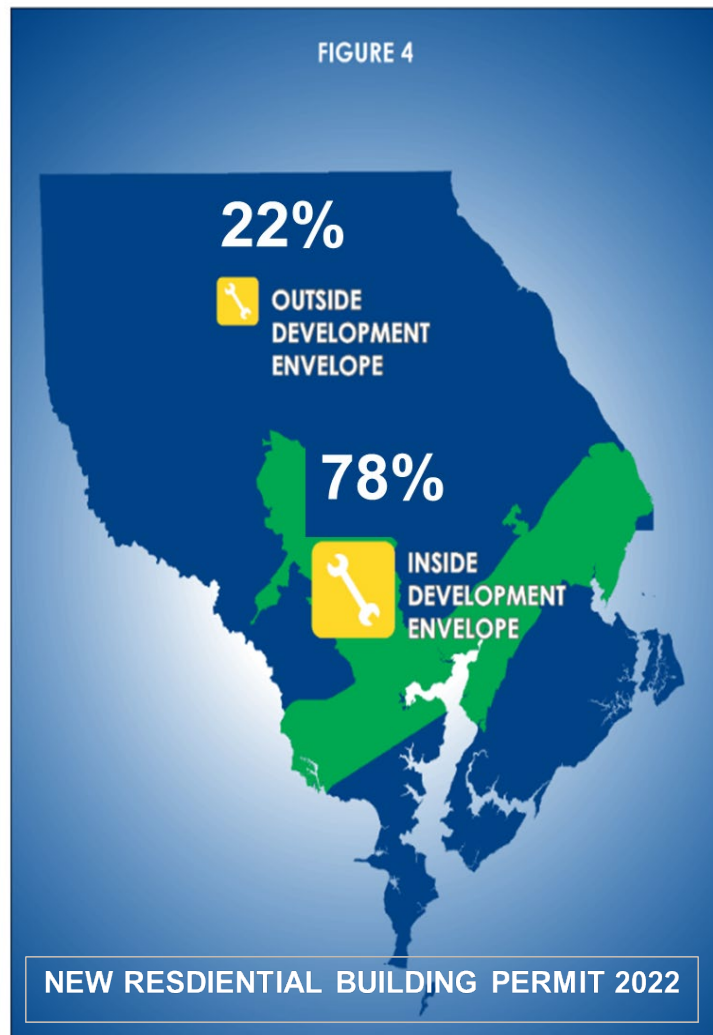 FIGURE 4
22%
OUTSIDE
DEVELOPMENT
ENVELOPE
78%
INSIDE
DEVELOPMENT
ENVELOPE
NEW RESDIENTIAL BUILDING PERMIT 2022